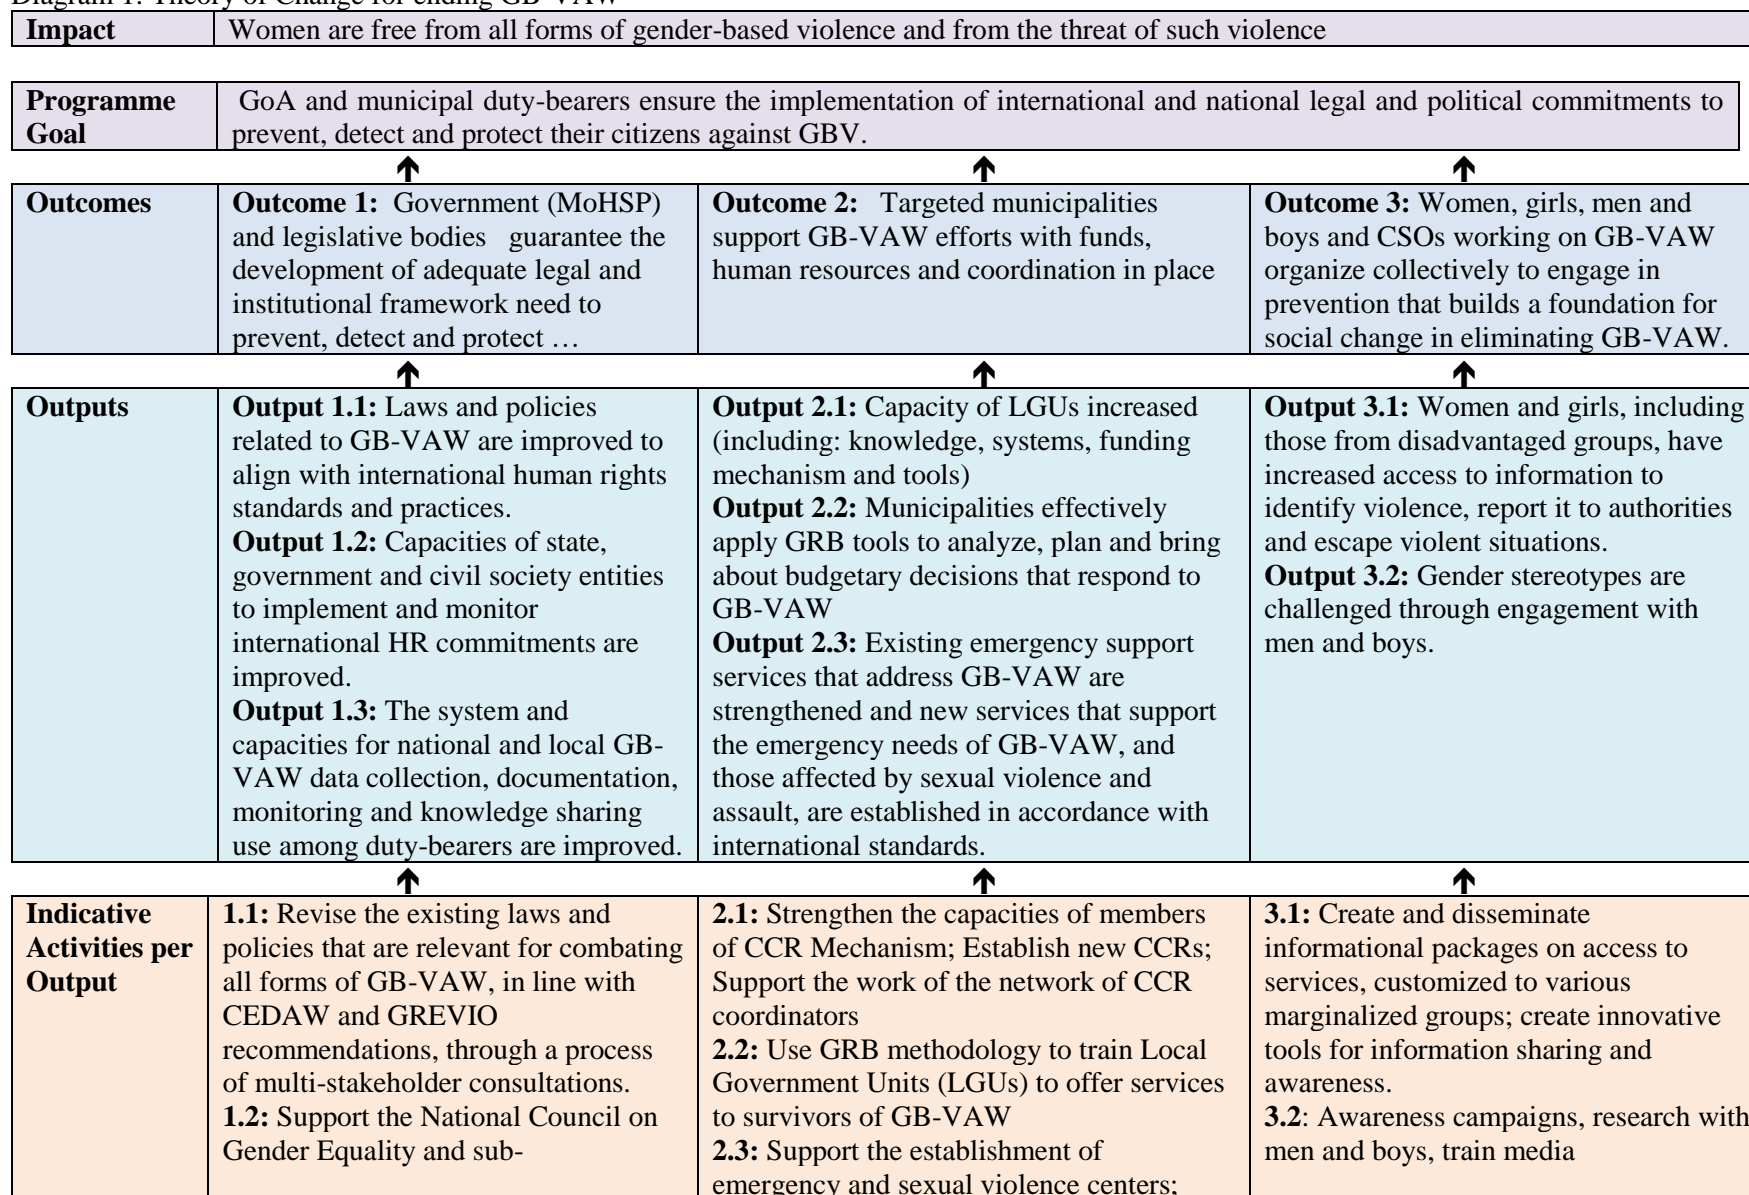 Diagram 1: Theory of Change for ending GB-VAW
Impact
Women are free from all forms of gender-based violence and from the threat of such violence
Programme
Goal
GoA and municipal duty-bearers ensure the implementation of international and national legal and political commitments to
prevent, detect and protect their citizens against GBV.
Outcomes
Outcome 1: Government (MoHSP)
and legislative bodies guarantee the
development of adequate legal and
institutional framework need to
prevent, detect and protect …
Outcome 2: Targeted municipalities
support GB-VAW efforts with funds,
human resources and coordination in place
Outcome 3: Women, girls, men and
boys and CSOs working on GB-VAW
organize collectively to engage in
prevention that builds a foundation for
social change in eliminating GB-VAW.
Outputs
Output 1.1: Laws and policies
related to GB-VAW are improved to
align with international human rights
standards and practices.
Output 1.2: Capacities of state,
government and civil society entities
to implement and monitor
international HR commitments are
improved.
Output 1.3: The system and
capacities for national and local GB-
VAW data collection, documentation,
monitoring and knowledge sharing
use among duty-bearers are improved.
Output 2.1: Capacity of LGUs increased
(including: knowledge, systems, funding
mechanism and tools)
Output 2.2: Municipalities effectively
apply GRB tools to analyze, plan and bring
about budgetary decisions that respond to
GB-VAW
Output 2.3: Existing emergency support
services that address GB-VAW are
strengthened and new services that support
the emergency needs of GB-VAW, and
those affected by sexual violence and
assault, are established in accordance with
international standards.
Output 3.1: Women and girls, including
those from disadvantaged groups, have
increased access to information to
identify violence, report it to authorities
and escape violent situations.
Output 3.2: Gender stereotypes are
challenged through engagement with
men and boys.
Indicative
Activities per
Output
1.1: Revise the existing laws and
policies that are relevant for combating
all forms of GB-VAW, in line with
CEDAW and GREVIO
recommendations, through a process
of multi-stakeholder consultations.
1.2: Support the National Council on
Gender Equality and sub-
2.1: Strengthen the capacities of members
of CCR Mechanism; Establish new CCRs;
Support the work of the network of CCR
coordinators
2.2: Use GRB methodology to train Local
Government Units (LGUs) to offer services
to survivors of GB-VAW
2.3: Support the establishment of
emergency and sexual violence centers;
3.1: Create and disseminate
informational packages on access to
services, customized to various
marginalized groups; create innovative
tools for information sharing and
awareness.
3.2: Awareness campaigns, research with
men and boys, train media